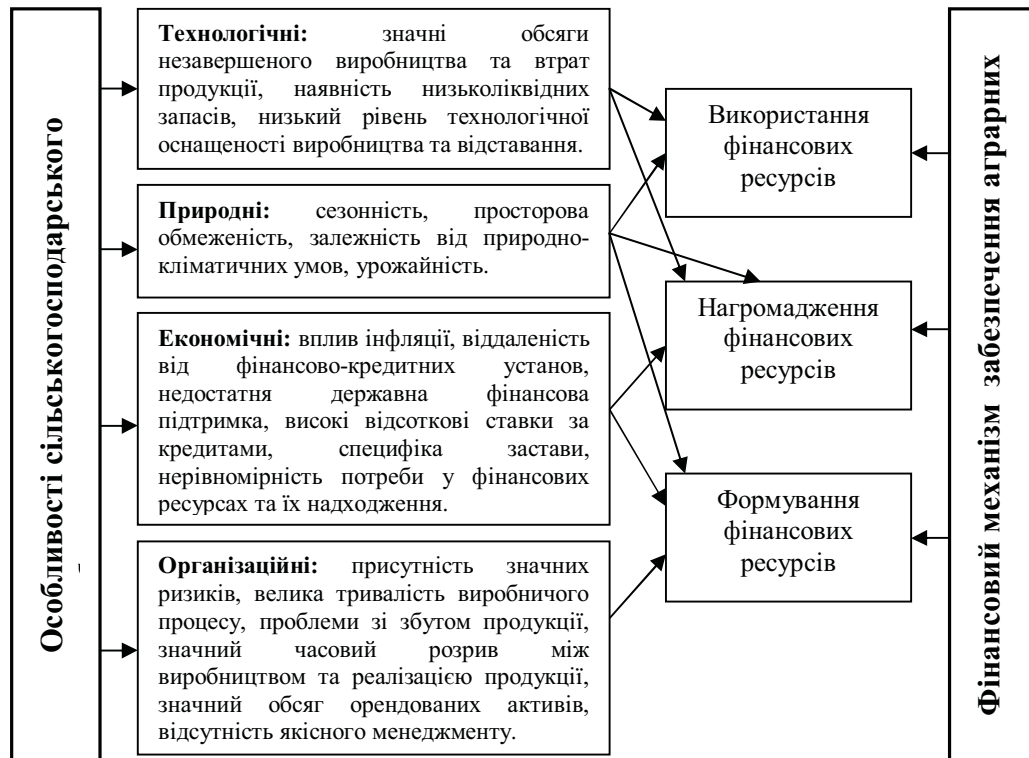 Особливості сільськогосподарського
Технологічні: значні обсяги
незавершеного виробництва та втрат
продукції, наявність низьколіквідних
запасів, низький рівень технологічної
оснащеності виробництва та відставання.
Природні: сезонність, просторова
обмеженість, залежність від природно-
кліматичних умов, урожайність.
Економічні: вплив інфляції, віддаленість
від фінансово-кредитних установ,
недостатня державна фінансова
підтримка, високі відсоткові ставки за
кредитами, специфіка застави,
нерівномірність потреби у фінансових
ресурсах та їх надходження.
Організаційні: присутність значних
ризиків, велика тривалість виробничого
процесу, проблеми зі збутом продукції,
значний часовий розрив між
виробництвом та реалізацією продукції,
значний обсяг орендованих активів,
відсутність якісного менеджменту.
Використання
фінансових
ресурсів
Нагромадження
фінансових
ресурсів
Формування
фінансових
ресурсів
Фінансовий механізм забезпечення аграрних